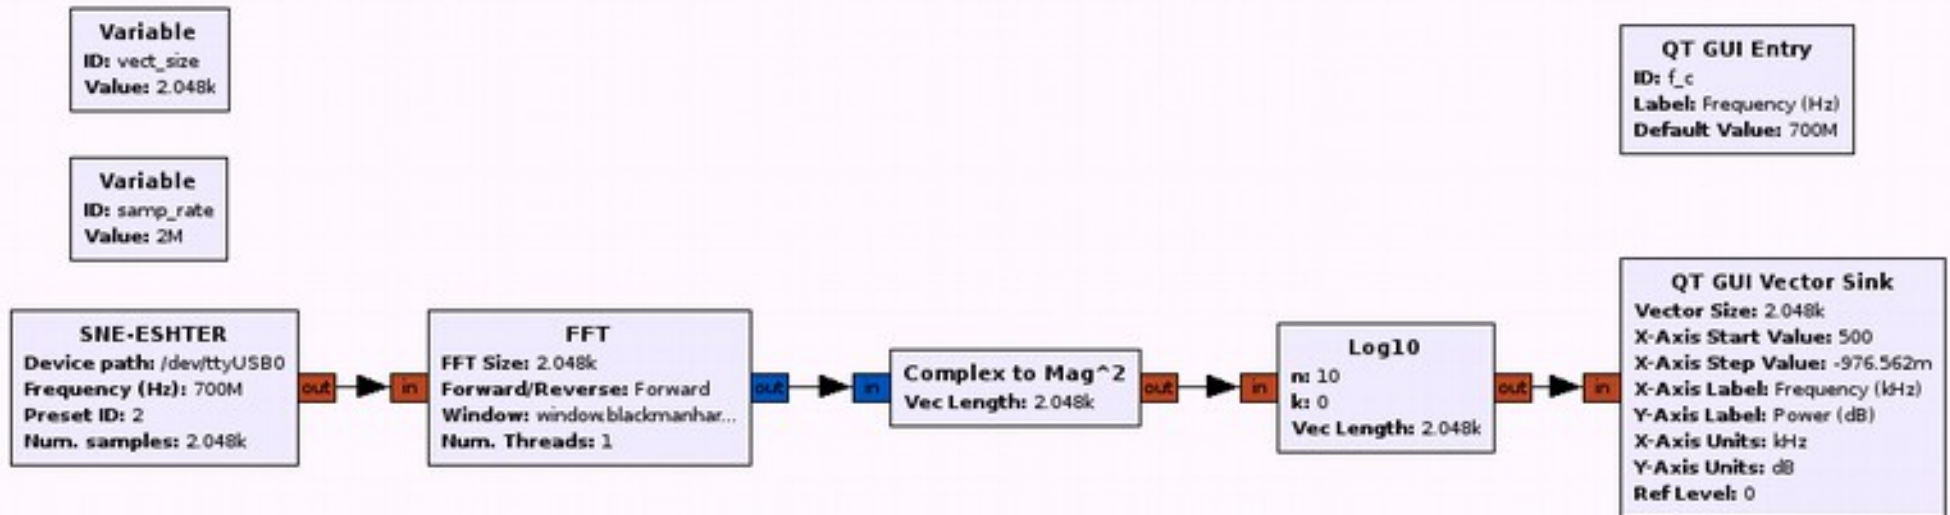 Variable
ID: vect_size
Value: 2.048k
QT GUI Entry
ID: f_c
Label: Frequency (Hz)
Default Value: 700M
Variable
ID: samp_rate
Value: 2M
SNE-ESHTER
Device path: /dev/ttyUSB0
Frequency (Hz): 700M
Preset ID: 2
Num. samples: 2.048k
out
in
FFT
FFT Size: 2.048k
Forward/Reverse: Forward
Window: window.blackmanhar...
Num. Threads: 1
out
in
Complex to Mag^2
Vec Length: 2.048k
out
in
Log10
n: 10
k: 0
Vec Length: 2.048k
out
in
QT GUI Vector Sink
Vector Size: 2.048k
X-Axis Start Value: 500
X-Axis Step Value: -976.562m
X-Axis Label: Frequency (kHz)
Y-Axis Label: Power (dB)
X-Axis Units: kHz
Y-Axis Units: dB
Ref Level: 0